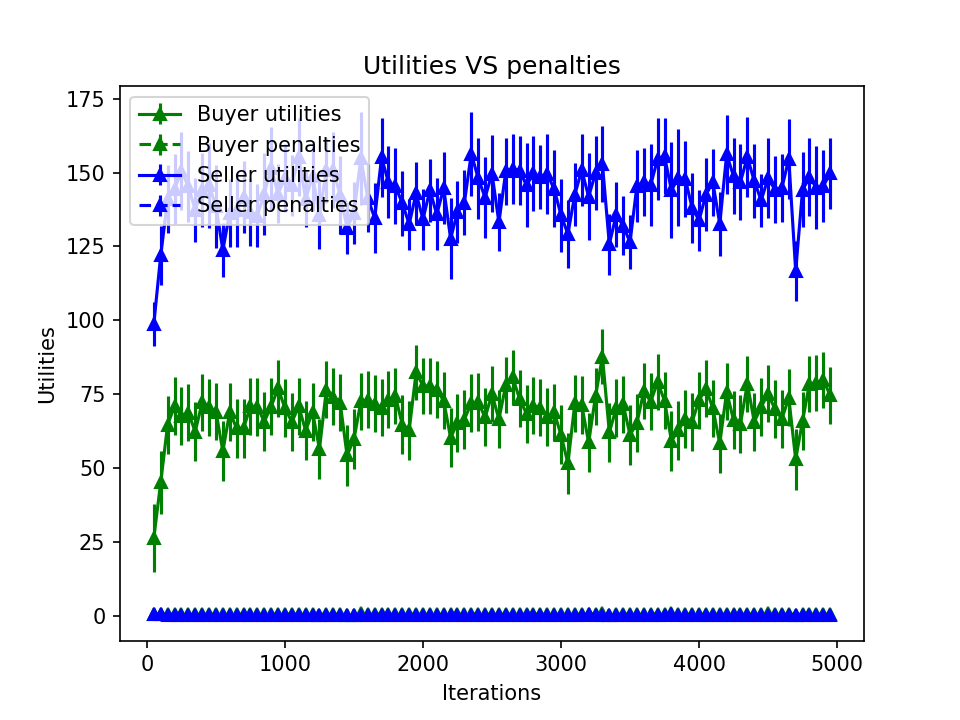 Utilities VS penalties
Buyer utilities
Buyer penalties
Seller utilities
Seller penalties
175
150
125
100
75
50
25
0
Utilities
0 1000 2000 3000 4000 5000
Iterations